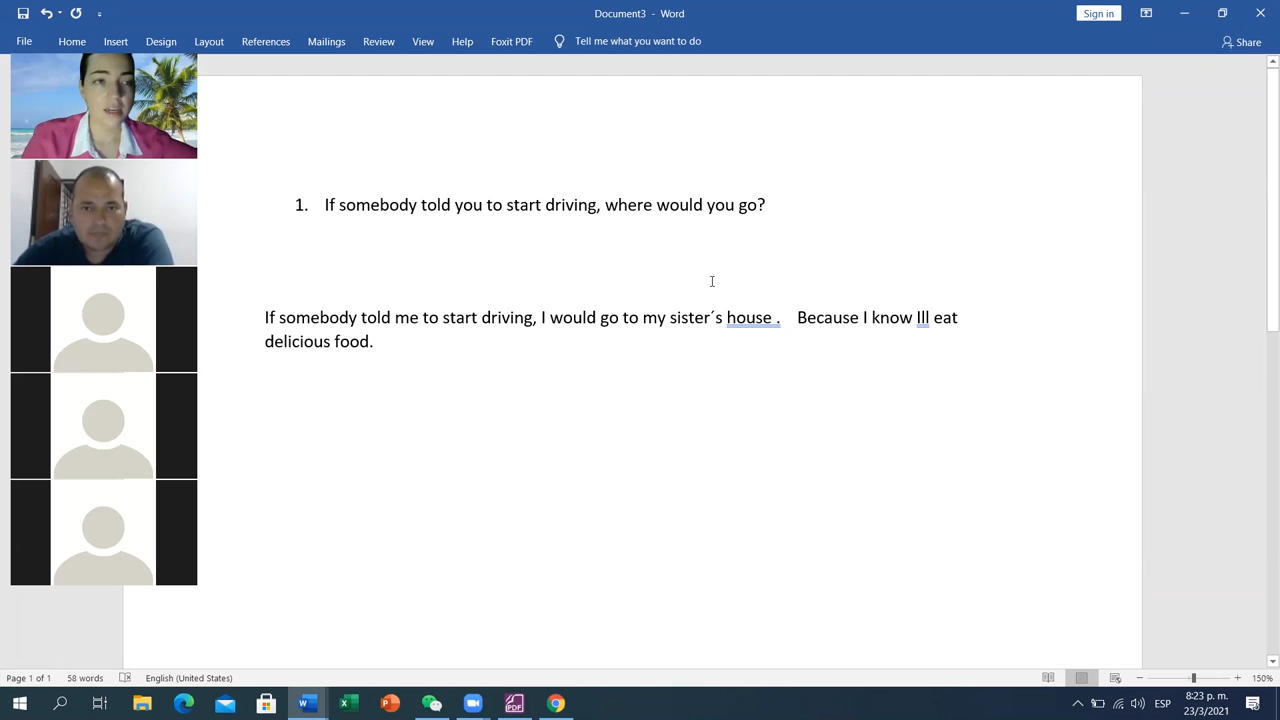 Document3 - Word
Sign in
File Home Insert Design Layout References Mailings Review View Help Foxit PDF Tell me what you want to do Share
1. If somebody told you to start driving, where would you go?
If somebody told me to start driving, I would go to my sister´s house . Because I know Ill eat
delicious food.
Page 1 of 1 58 words English (United States) 150%
ESP
8:23 p. m.
23/3/2021